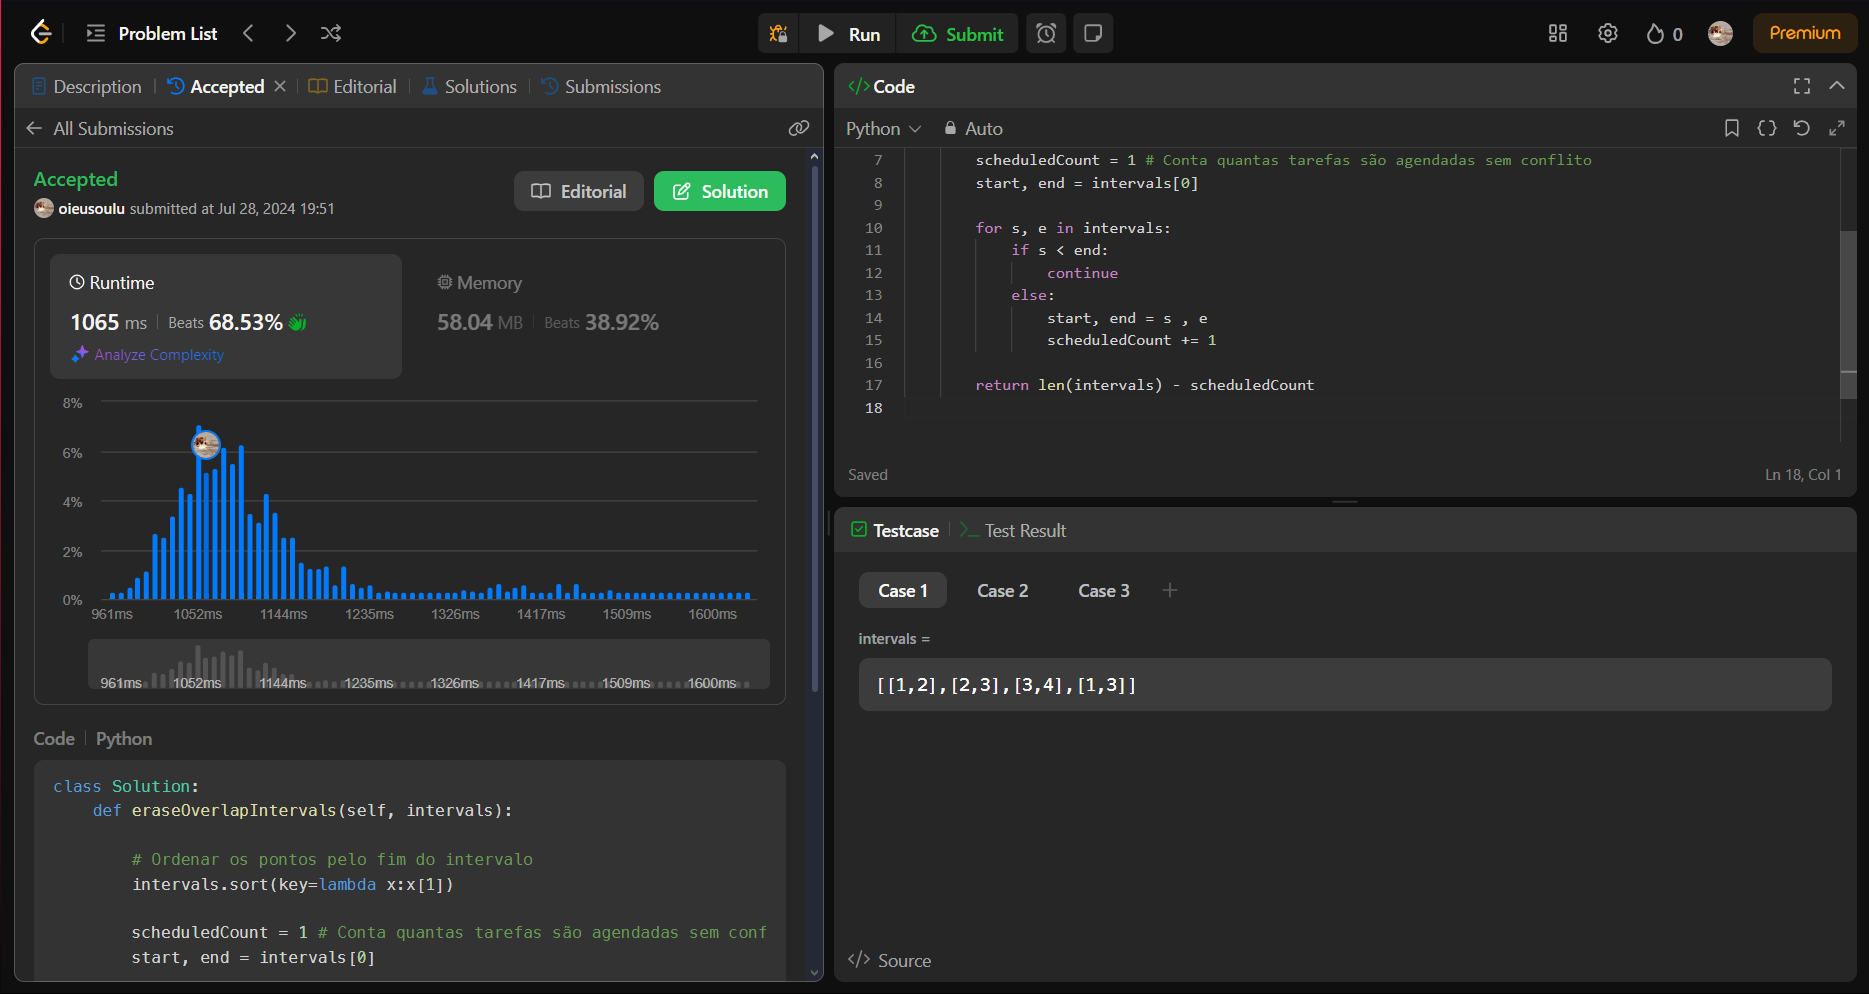 Problem List
Run
Submit
0
Premium
Description
Accepted
Editorial
Solutions
Submissions
All Submissions
Accepted
oieusoulu submitted at Jul 28, 2024 19:51
Editorial
Solution
Runtime
1065 ms
Beats 68.53%
Analyze Complexity
Memory
58.04 MB
Beats 38.92%
8%
6%
4%
2%
0%
961ms 1052ms 1144ms 1235ms 1326ms 1417ms 1509ms 1600ms
961ms 1052ms 1144ms 1235ms 1326ms 1417ms 1509ms 1600ms
Code
Python
class Solution:
def eraseOverlapIntervals(self, intervals):
# Ordenar os pontos pelo fim do intervalo
intervals.sort(key=lambda x:x[1])
scheduledCount = 1 # Conta quantas tarefas são agendadas sem conf
start, end = intervals[0]
</> Code
Python
Auto
7 scheduledCount = 1 # Conta quantas tarefas são agendadas sem conflito
8 start, end = intervals[0]
9
10 for s, e in intervals:
11 if s < end:
12 continue
13 else:
14 start, end = s , e
15 scheduledCount += 1
16
17 return len(intervals) - scheduledCount
18
Saved
Ln 18, Col 1
Testcase
Test Result
Case 1
Case 2
Case 3
intervals =
[[1,2],[2,3],[3,4],[1,3]]
</> Source